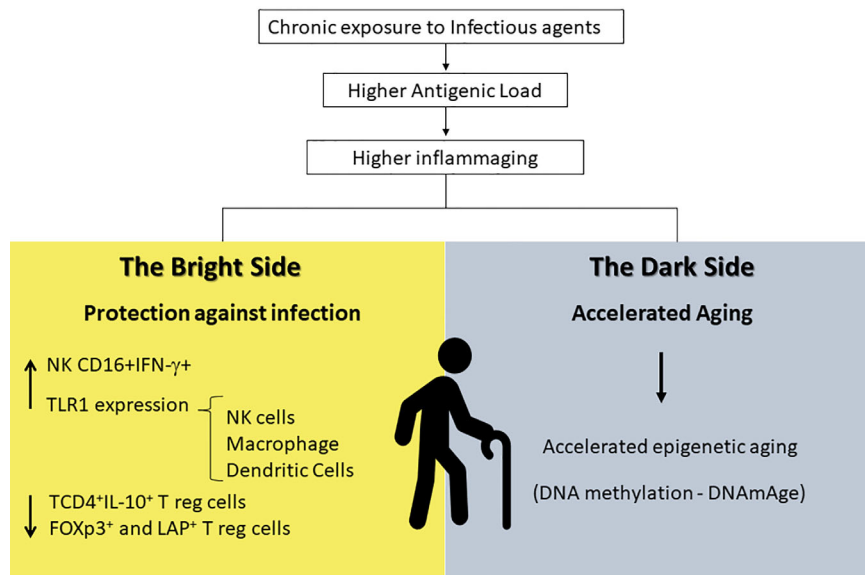 Chronic exposure to Infectious agents
Higher Antigenic Load
Higher inflammaging
The Bright Side
Protection against infection
NK CD16+IFN-γ+
TLR1 expression
NK cells
Macrophage
Dendritic Cells
TCD4⁺IL-10⁺ T reg cells
FOXp3⁺ and LAP⁺ T reg cells
The Dark Side
Accelerated Aging
Accelerated epigenetic aging
(DNA methylation - DNAmAge)